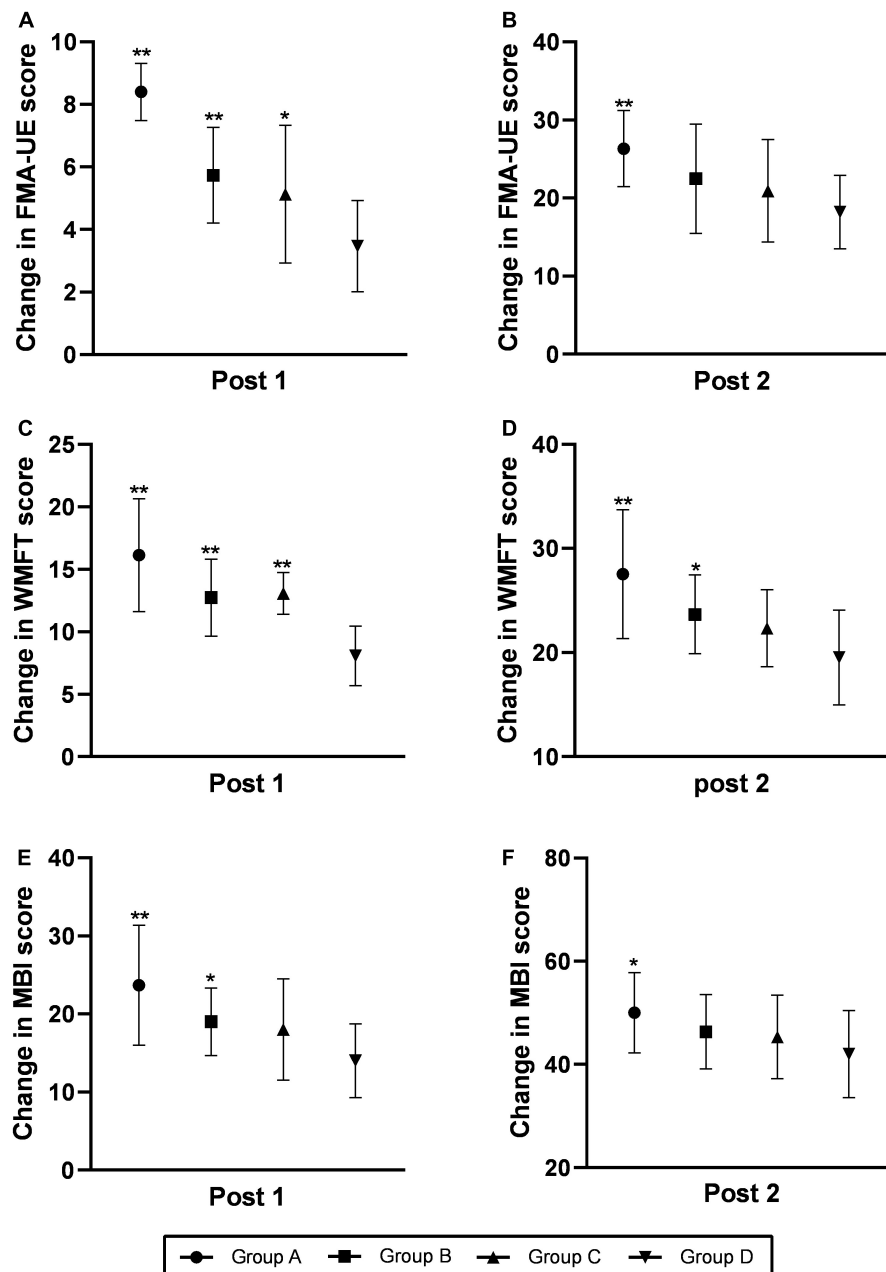 A
Change in FMA-UE score
10
8
6
4
2
0
**
**
*
Post 1
B
Change in FMA-UE score
40
30
20
10
0
**
Post 2
C
Change in WMFT score
25
20
15
10
5
0
**
**
**
Post 1
D
Change in WMFT score
40
30
20
10
**
*
post 2
E
Change in MBI score
40
30
20
10
0
**
*
Post 1
F
Change in MBI score
80
60
40
20
*
Post 2
Group A Group B Group C Group D